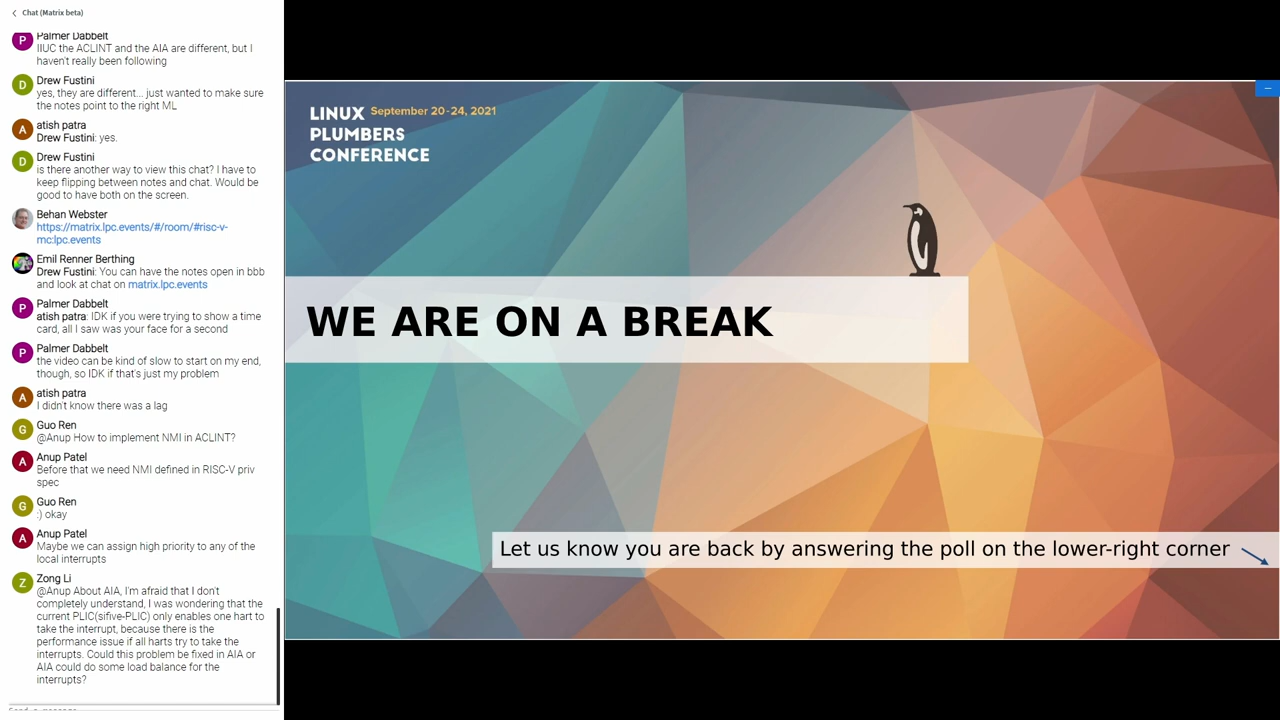 Chat (Matrix beta)
P
Palmer Dabbelt
IIUC the ACLINT and the AIA are different, but I
haven't really been following
D
Drew Fustini
yes, they are different... just wanted to make sure
the notes point to the right ML
A
atish patra
Drew Fustini: yes.
D
Drew Fustini
is there another way to view this chat? I have to
keep flipping between notes and chat. Would be
good to have both on the screen.
Behan Webster
https://matrix.lpc.events/#/room/#risc-v-
mc:lpc.events
Emil Renner Berthing
Drew Fustini: You can have the notes open in bbb
and look at chat on matrix.lpc.events
P
Palmer Dabbelt
atish patra: IDK if you were trying to show a time
card, all I saw was your face for a second
P
Palmer Dabbelt
the video can be kind of slow to start on my end,
though, so IDK if that's just my problem
A
atish patra
I didn't know there was a lag
G
Guo Ren
@Anup How to implement NMI in ACLINT?
A
Anup Patel
Before that we need NMI defined in RISC-V priv
spec
G
Guo Ren
:) okay
A
Anup Patel
Maybe we can assign high priority to any of the
local interrupts
Z
Zong Li
@Anup About AIA, I'm afraid that I don't
completely understand, I was wondering that the
current PLIC(sifive-PLIC) only enables one hart to
take the interrupt, because there is the
performance issue if all harts try to take the
interrupts. Could this problem be fixed in AIA or
AIA could do some load balance for the
interrupts?
LINUX
PLUMBERS
CONFERENCE
September 20-24, 2021
WE ARE ON A BREAK
Let us know you are back by answering the poll on the lower-right corner